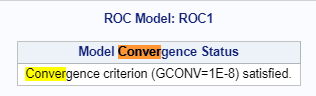 ROC Model: ROC1
Model Convergence Status
Convergence criterion (GCONV=1E-8) satisfied.